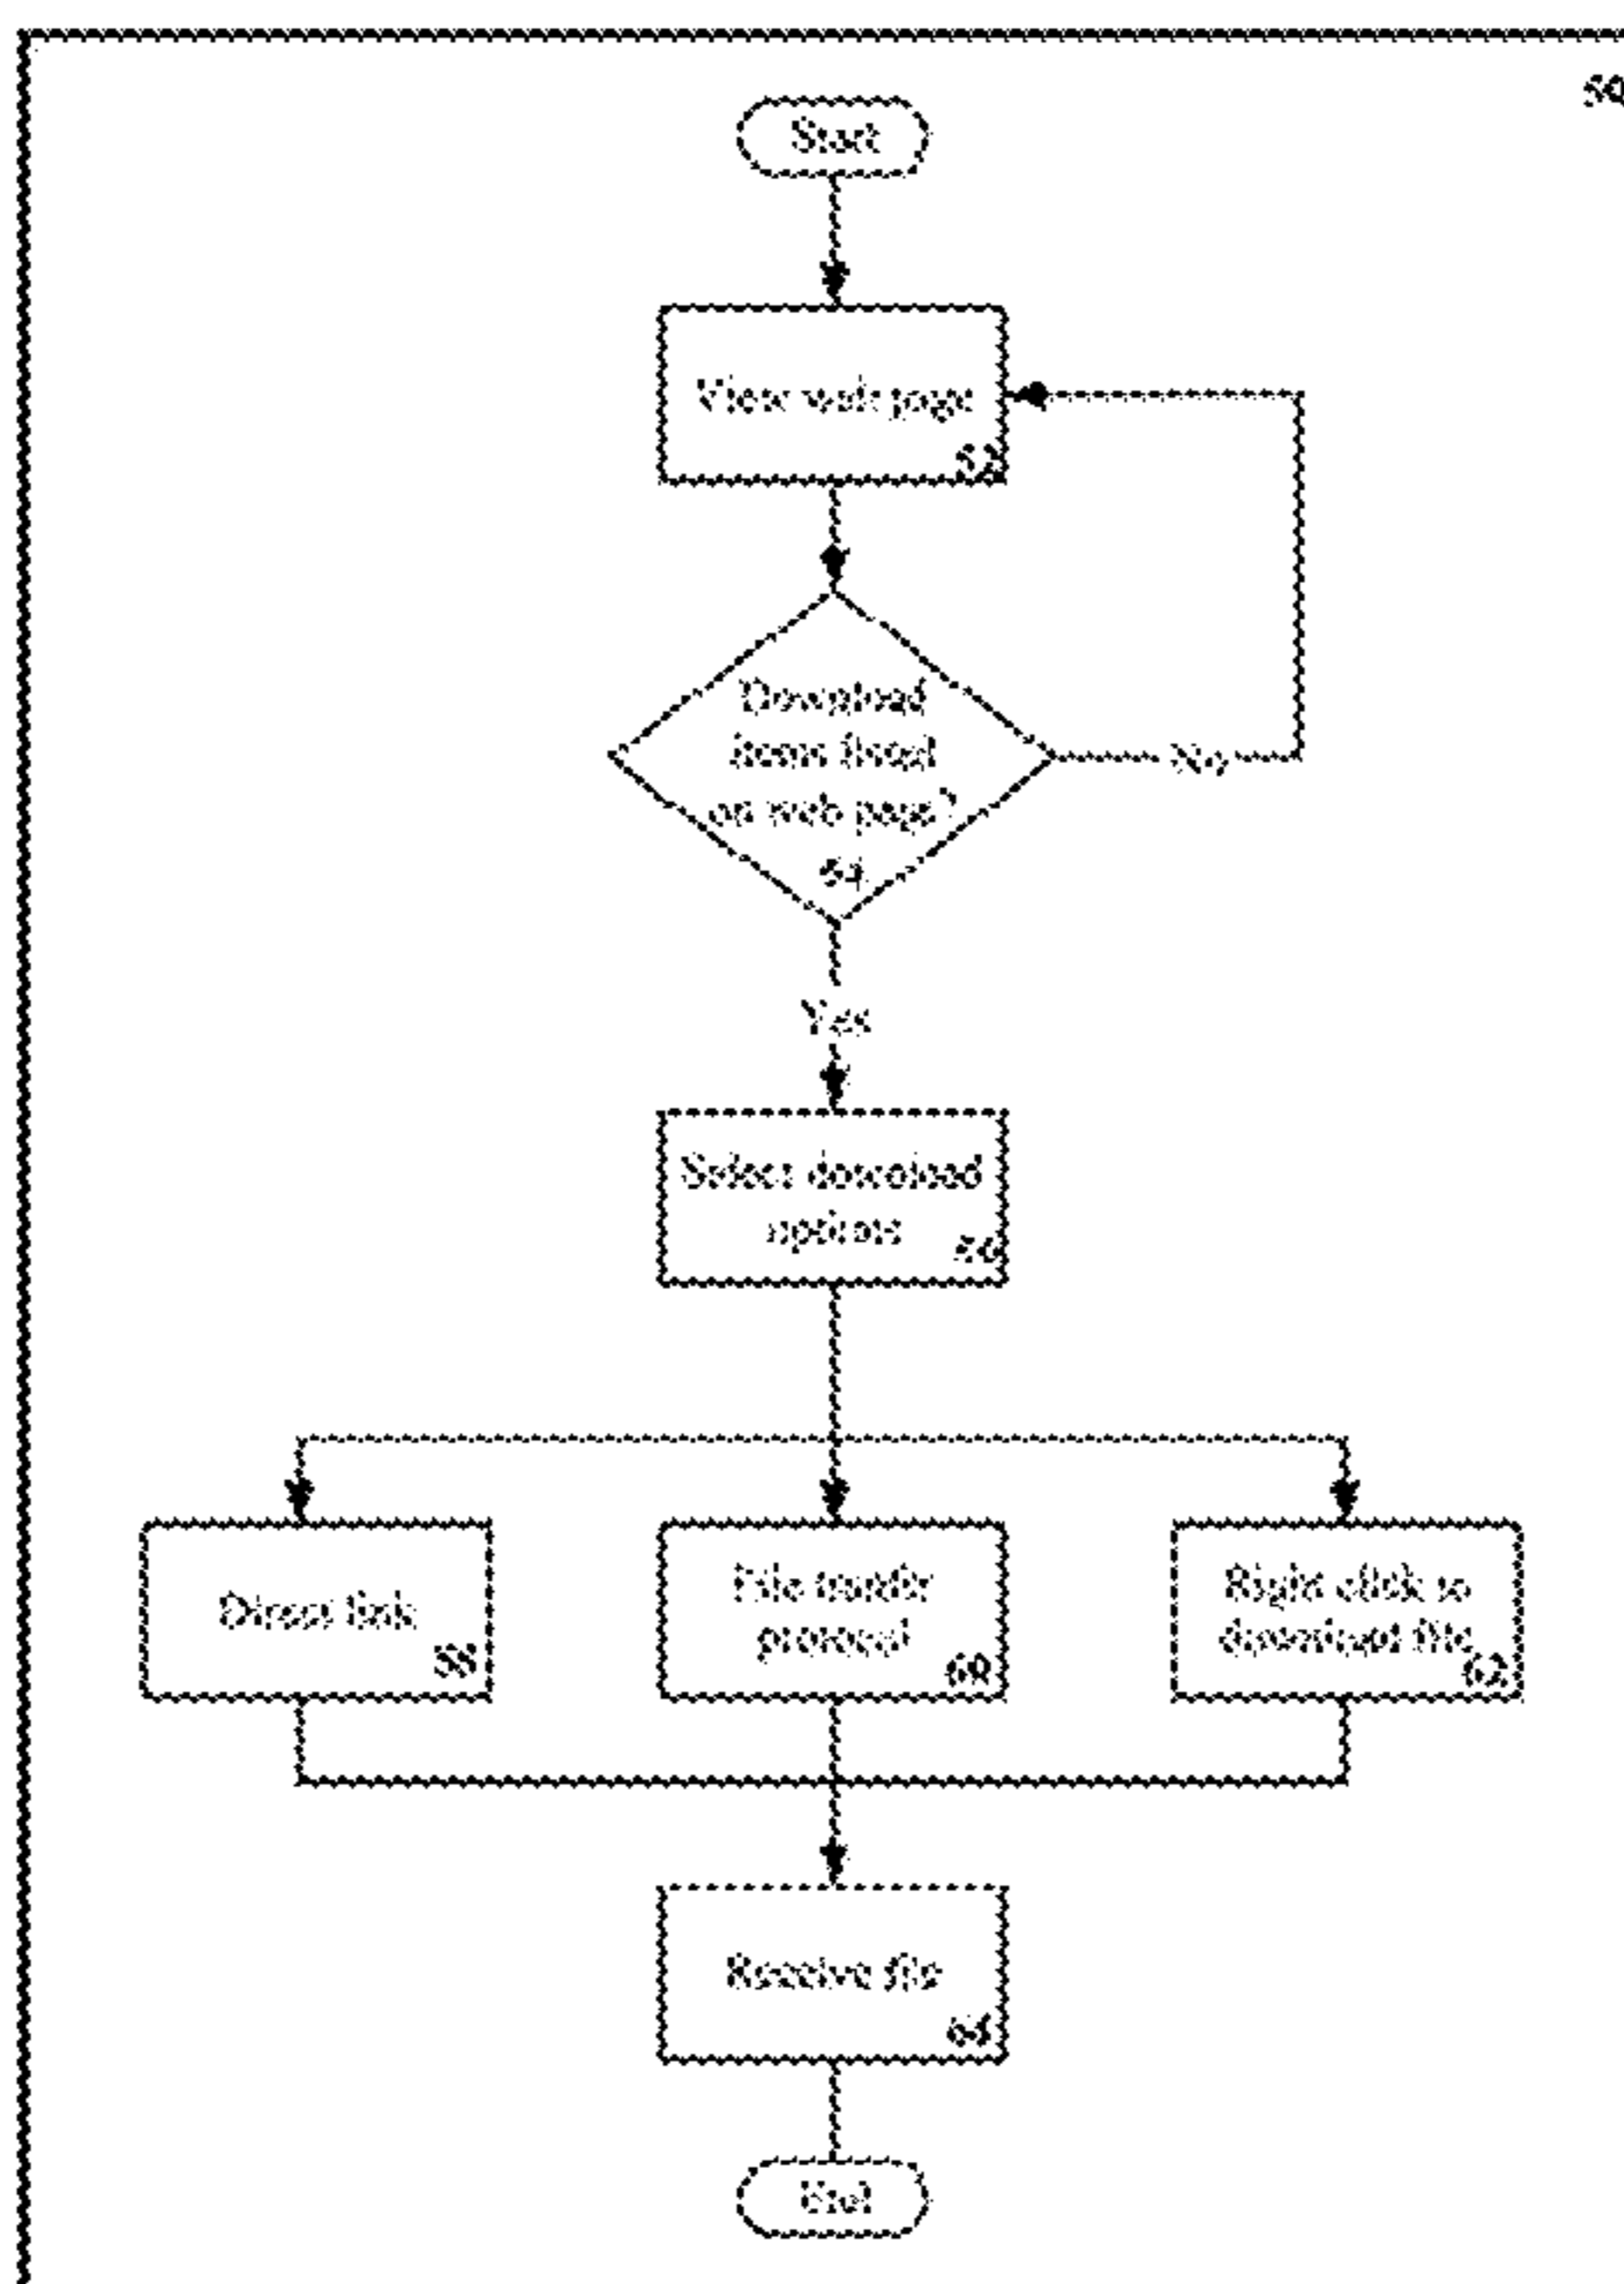 50
Start
View web page
52
Download
items listed
on web page?
54
No
Yes
Select download
options
56
Direct link
58
File transfer
protocol
60
Right click to
download file
62
Receive file
64
End